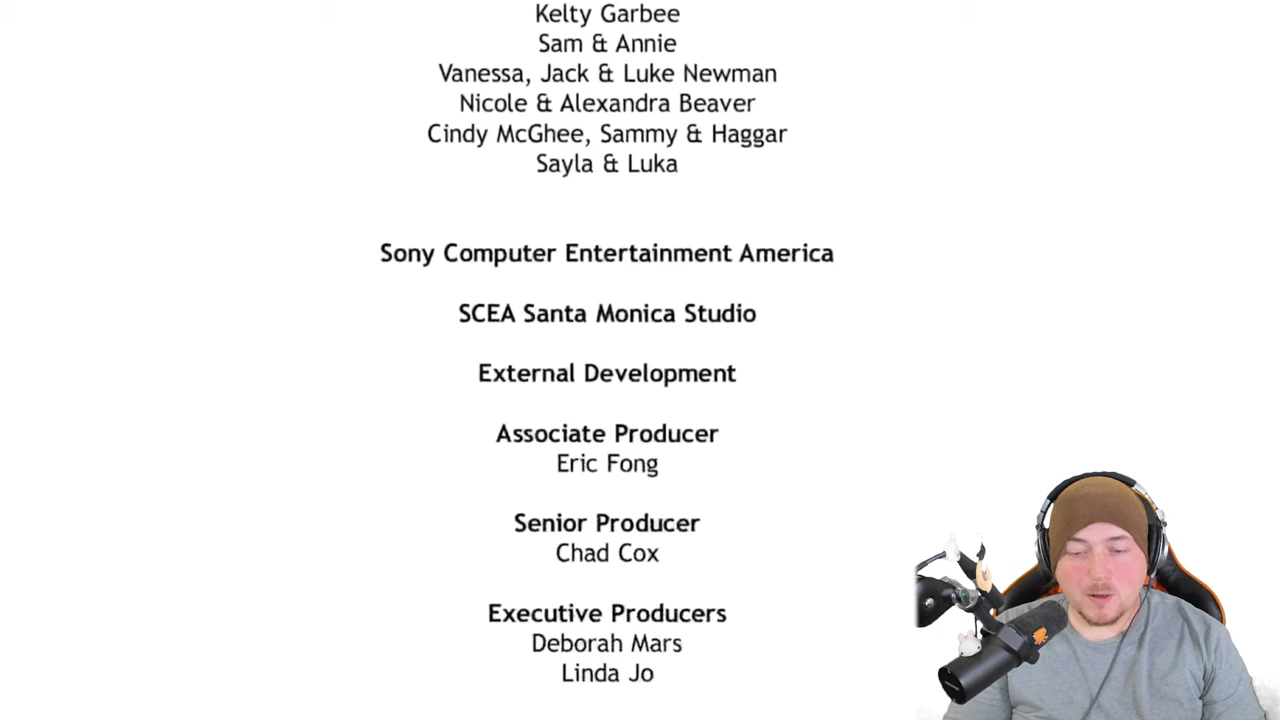 Kelty Garbee
Sam & Annie
Vanessa, Jack & Luke Newman
Nicole & Alexandra Beaver
Cindy McGhee, Sammy & Haggar
Sayla & Luka
Sony Computer Entertainment America
SCEA Santa Monica Studio
External Development
Associate Producer
Eric Fong
Senior Producer
Chad Cox
Executive Producers
Deborah Mars
Linda Jo